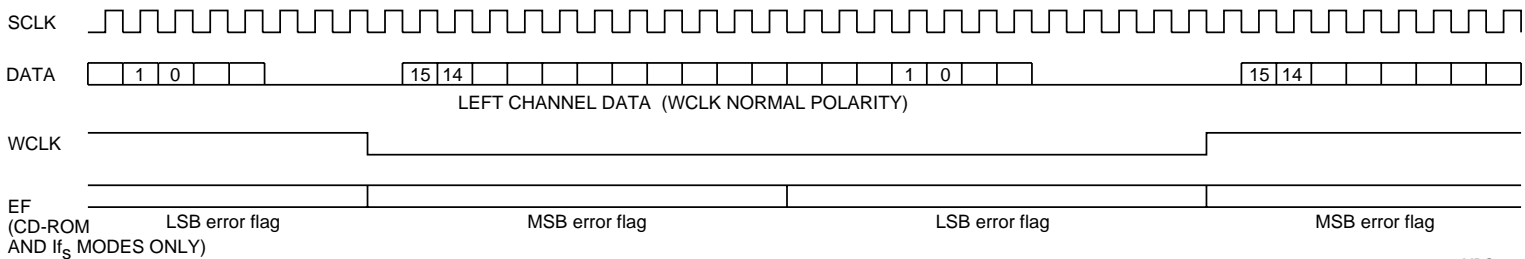 SCLK
DATA 1 0 15 14 1 0 15 14
LEFT CHANNEL DATA (WCLK NORMAL POLARITY)
WCLK
EF
(CD-ROM
AND IfS MODES ONLY)
LSB error flag MSB error flag LSB error flag MSB error flag